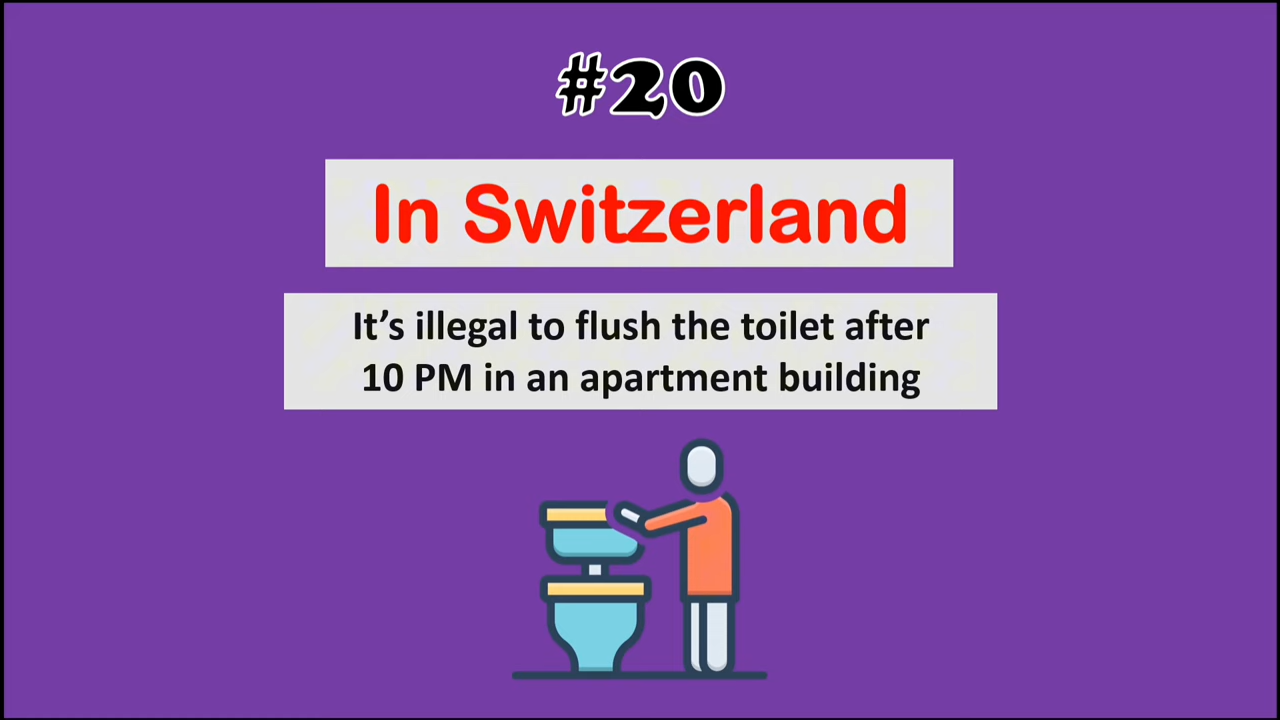 #20
In Switzerland
It’s illegal to flush the toilet after
10 PM in an apartment building